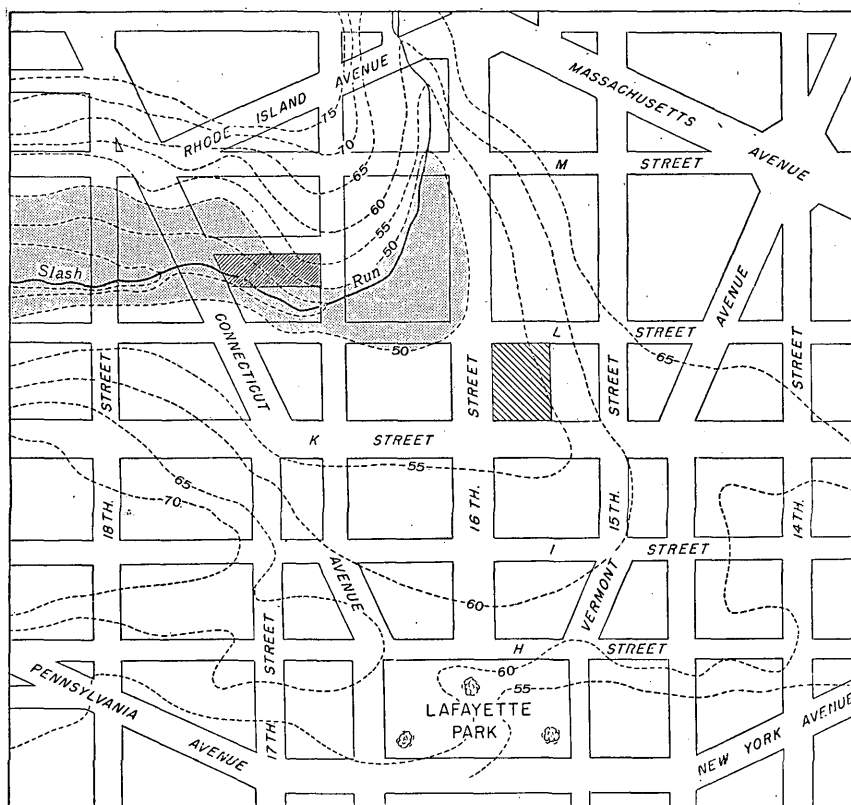 MASSACHUSETTS AVENUE
RHODE ISLAND AVENUE
75
70
M STREET
65
60
55
50
Slash Run
CONNECTICUT
AVENUE
L STREET
50
65
STREET
STREET
STREET
STREET
K STREET
55
65
70
18TH.
16TH.
15TH.
14TH.
I STREET
AVENUE
VERMONT
60
H STREET
STREET
17TH.
60
55
PENNSYLVANIA AVENUE
LAFAYETTE
PARK
NEW YORK AVENUE